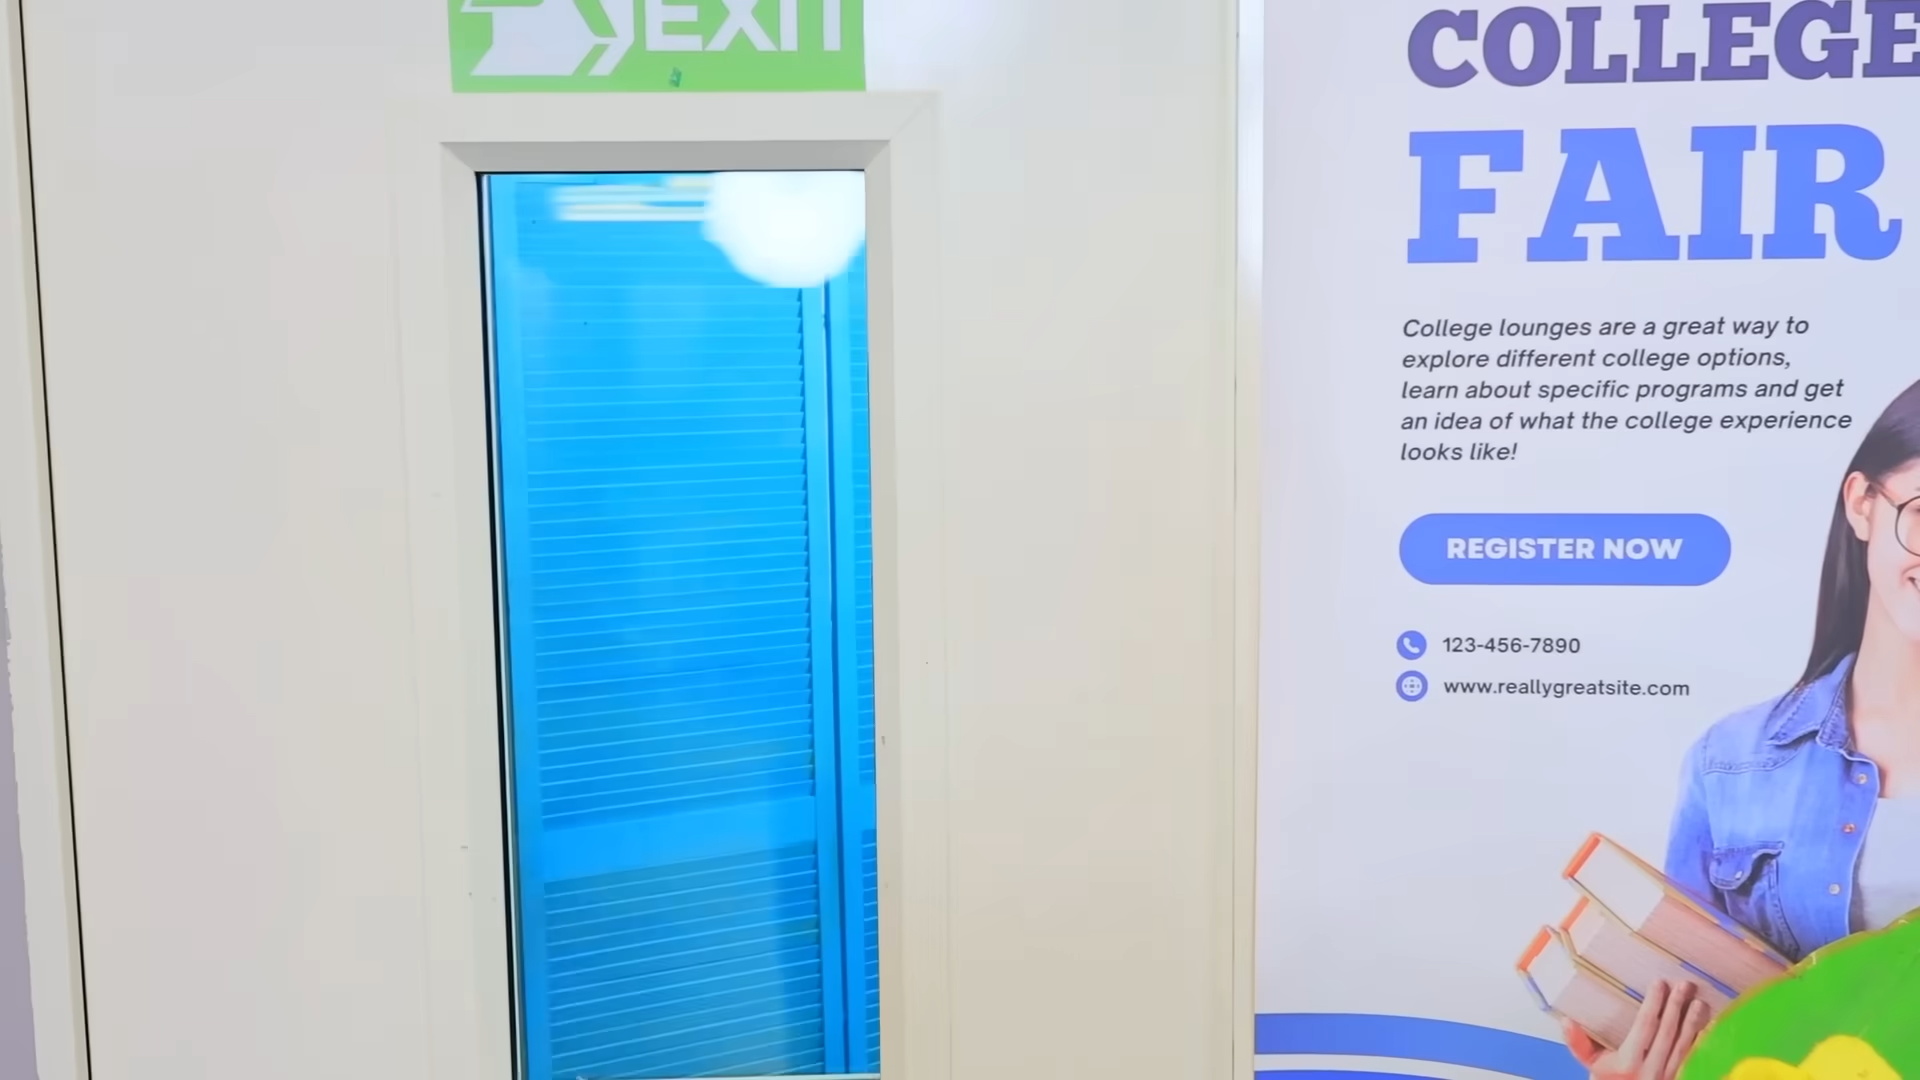 EXIT
COLLEGE
FAIR
College lounges are a great way to
explore different college options,
learn about specific programs and get
an idea of what the college experience
looks like!
REGISTER NOW
123-456-7890
www.reallygreatsite.com